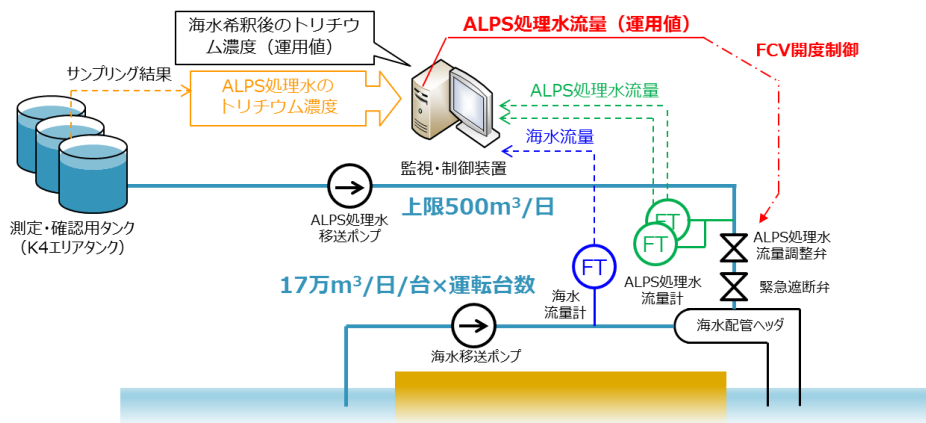 海水希釈後のトリチウ
ム濃度（運用値）
ALPS処理水流量（運用値）
FCV開度制御
サンプリング結果
ALPS処理水の
トリチウム濃度
ALPS処理水流量
海水流量
監視・制御装置
測定・確認用タンク
（K4エリアタンク）
ALPS処理水
移送ポンプ
上限500m³/日
FT
FT
FT
ALPS処理水
流量調整弁
緊急遮断弁
ALPS処理水
流量計
海水
流量計
17万m³/日/台×運転台数
海水移送ポンプ
海水配管ヘッダ